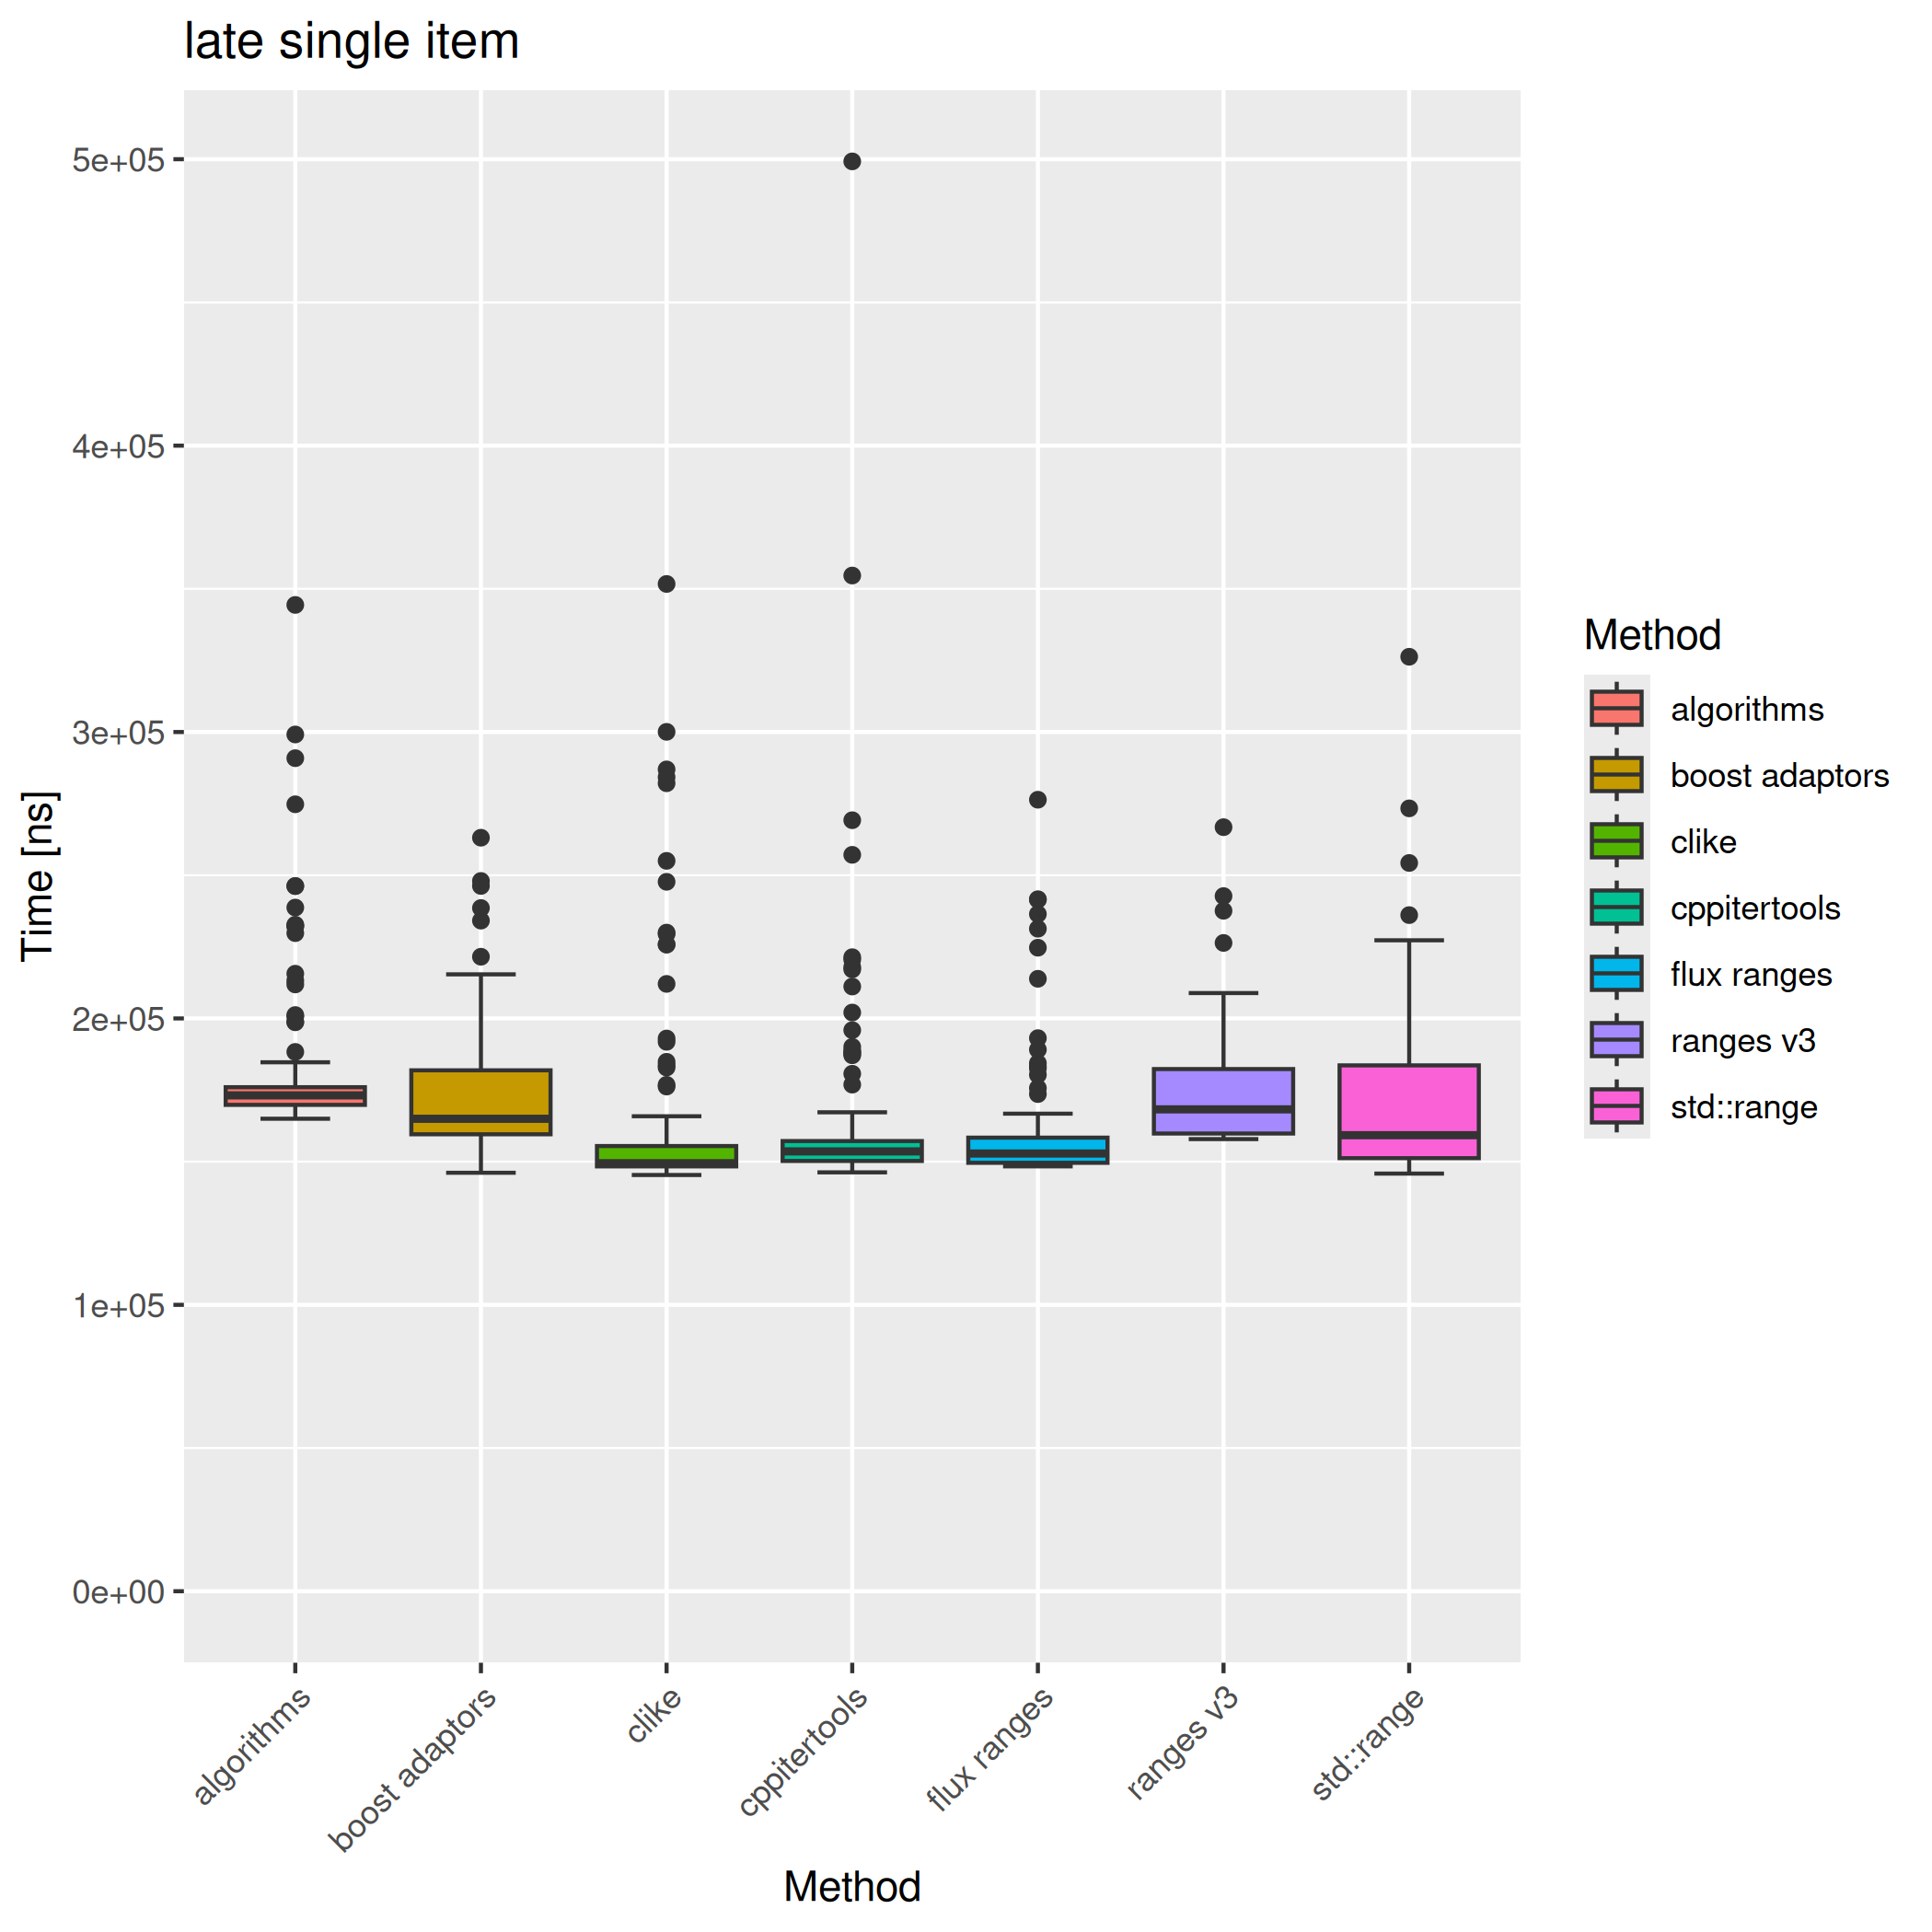 late single item
Time [ns]
5e+05
4e+05
3e+05
2e+05
1e+05
0e+00
algorithms
boost adaptors
clike
cppitertools
flux ranges
ranges v3
std::range
Method
Method
algorithms
boost adaptors
clike
cppitertools
flux ranges
ranges v3
std::range